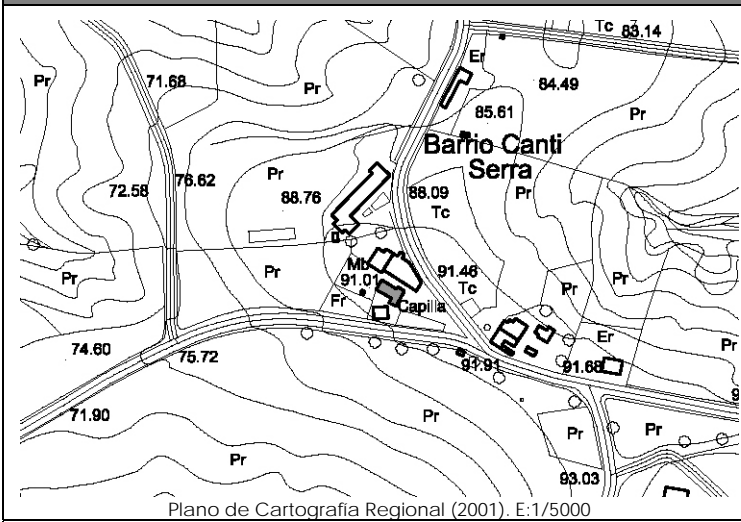 Tc 83.14
Er
Pr 71.68 Pr 84.49
85.61 Pr
Barrio Canti
Serra
Pr
72.58 76.62 88.76 88.09 Pr
Tc
Mb 91.46
Pr Pr 91.01 Tc Pr
Fr Capilla
Er
74.60 75.72 Pr
91.91 91.68
71.90 Pr
Pr Pr
Pr
93.03
Plano de Cartografía Regional (2001). E:1/5000